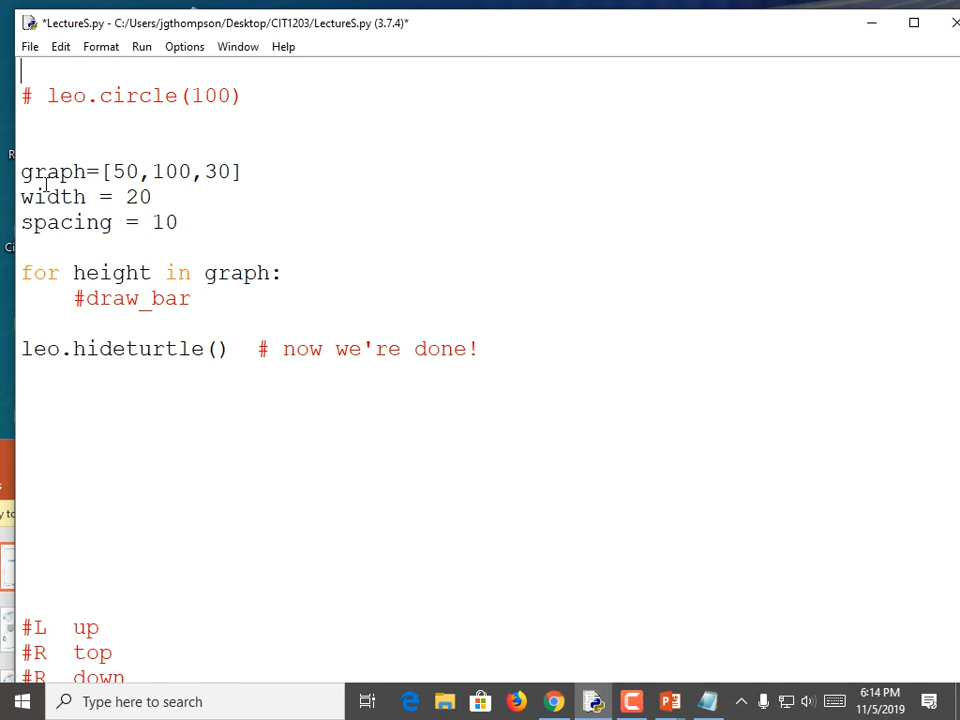 *LectureS.py - C:/Users/jgthompson/Desktop/CIT1203/LectureS.py (3.7.4)*
File Edit Format Run Options Window Help
# leo.circle(100)
graph=[50,100,30]
width = 20
spacing = 10
for height in graph:
#draw_bar
leo.hideturtle() # now we're done!
#L up
#R top
#R down
Type here to search
6:14 PM
11/5/2019